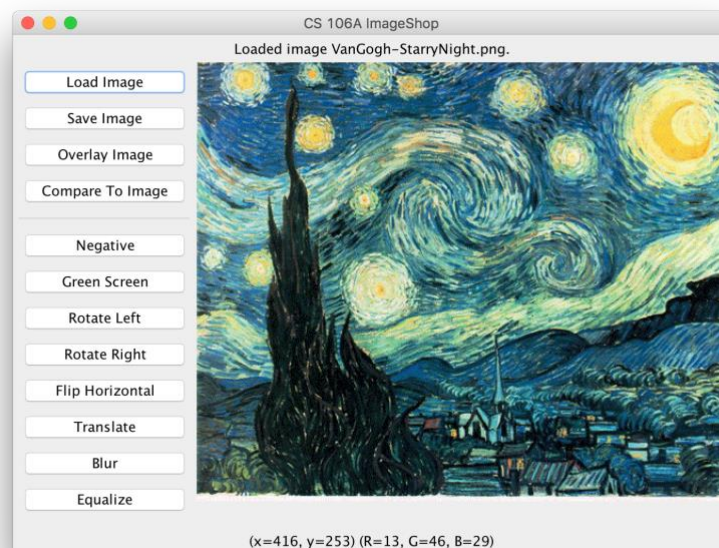 CS 106A ImageShop
Loaded image VanGogh-StarryNight.png.
Load Image
Save Image
Overlay Image
Compare To Image
Negative
Green Screen
Rotate Left
Rotate Right
Flip Horizontal
Translate
Blur
Equalize
(x=416, y=253) (R=13, G=46, B=29)